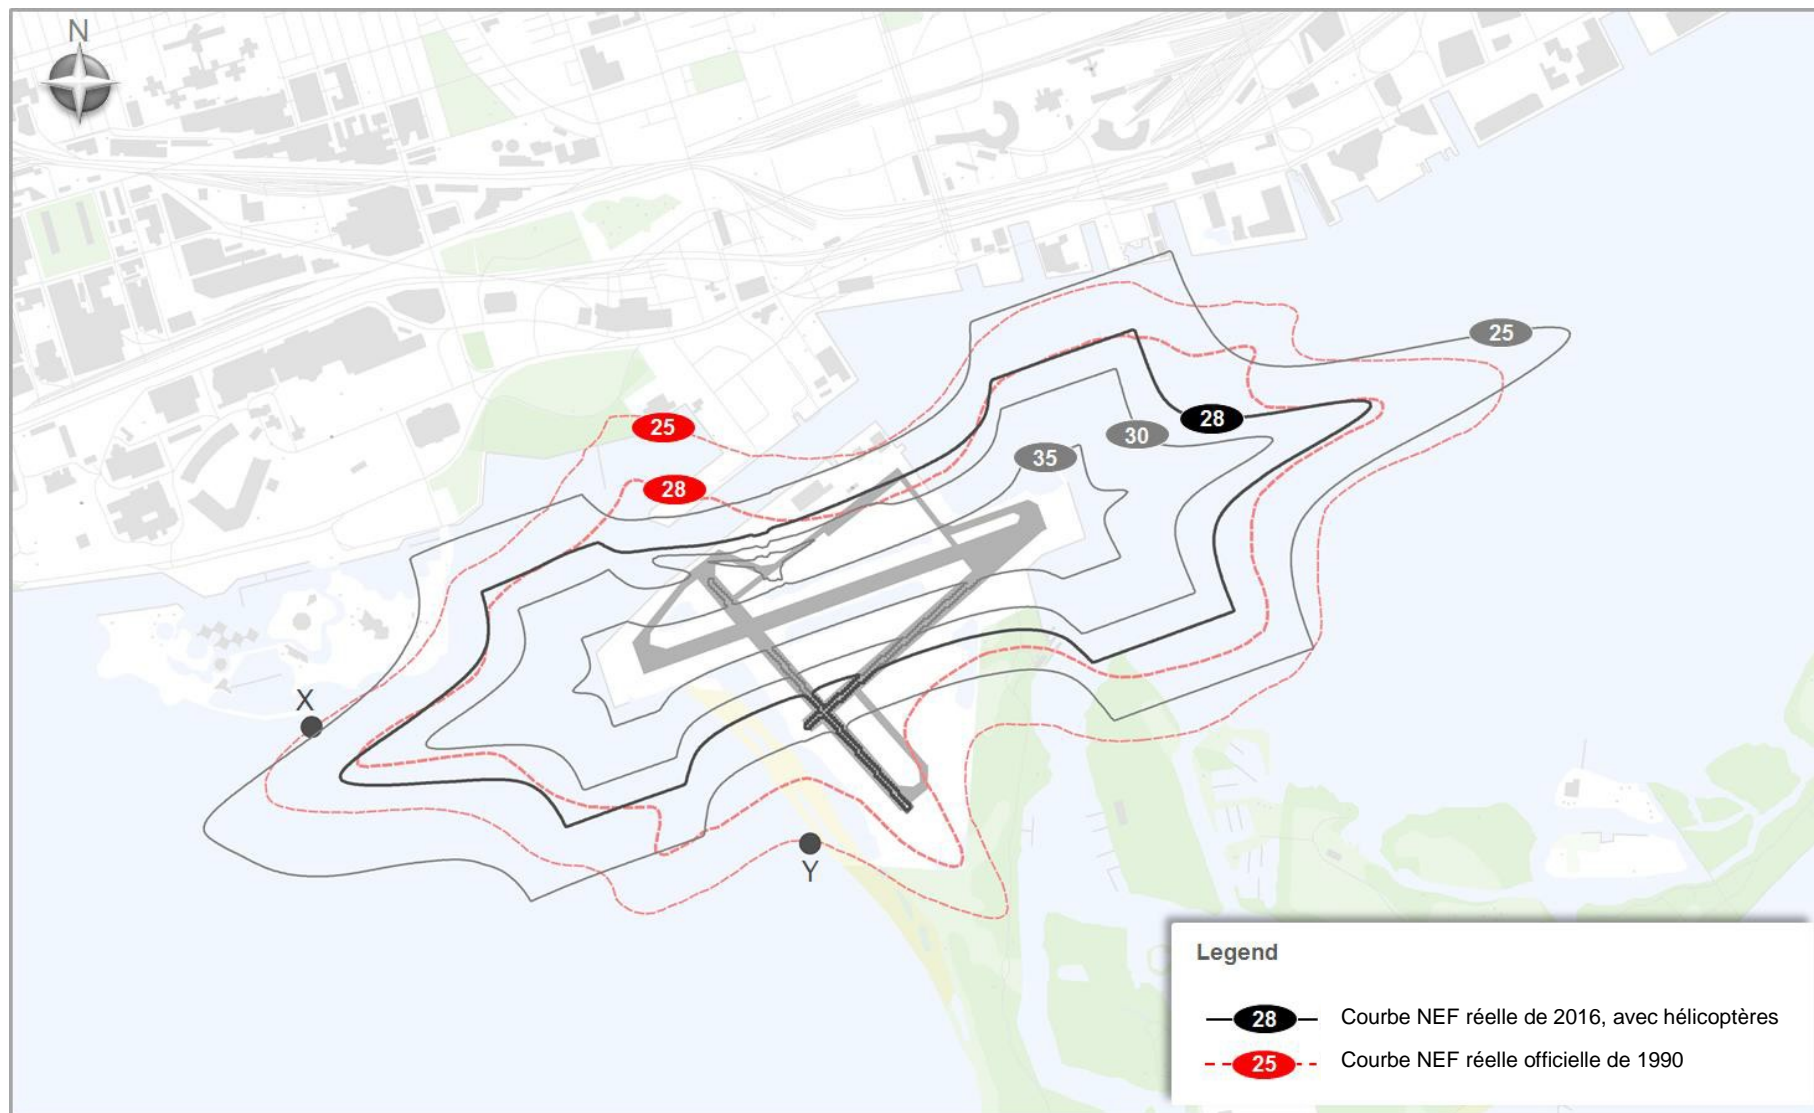 N
25
25
28
28
30
35
X
Y
Legend
28 Courbe NEF réelle de 2016, avec hélicoptères
25 Courbe NEF réelle officielle de 1990